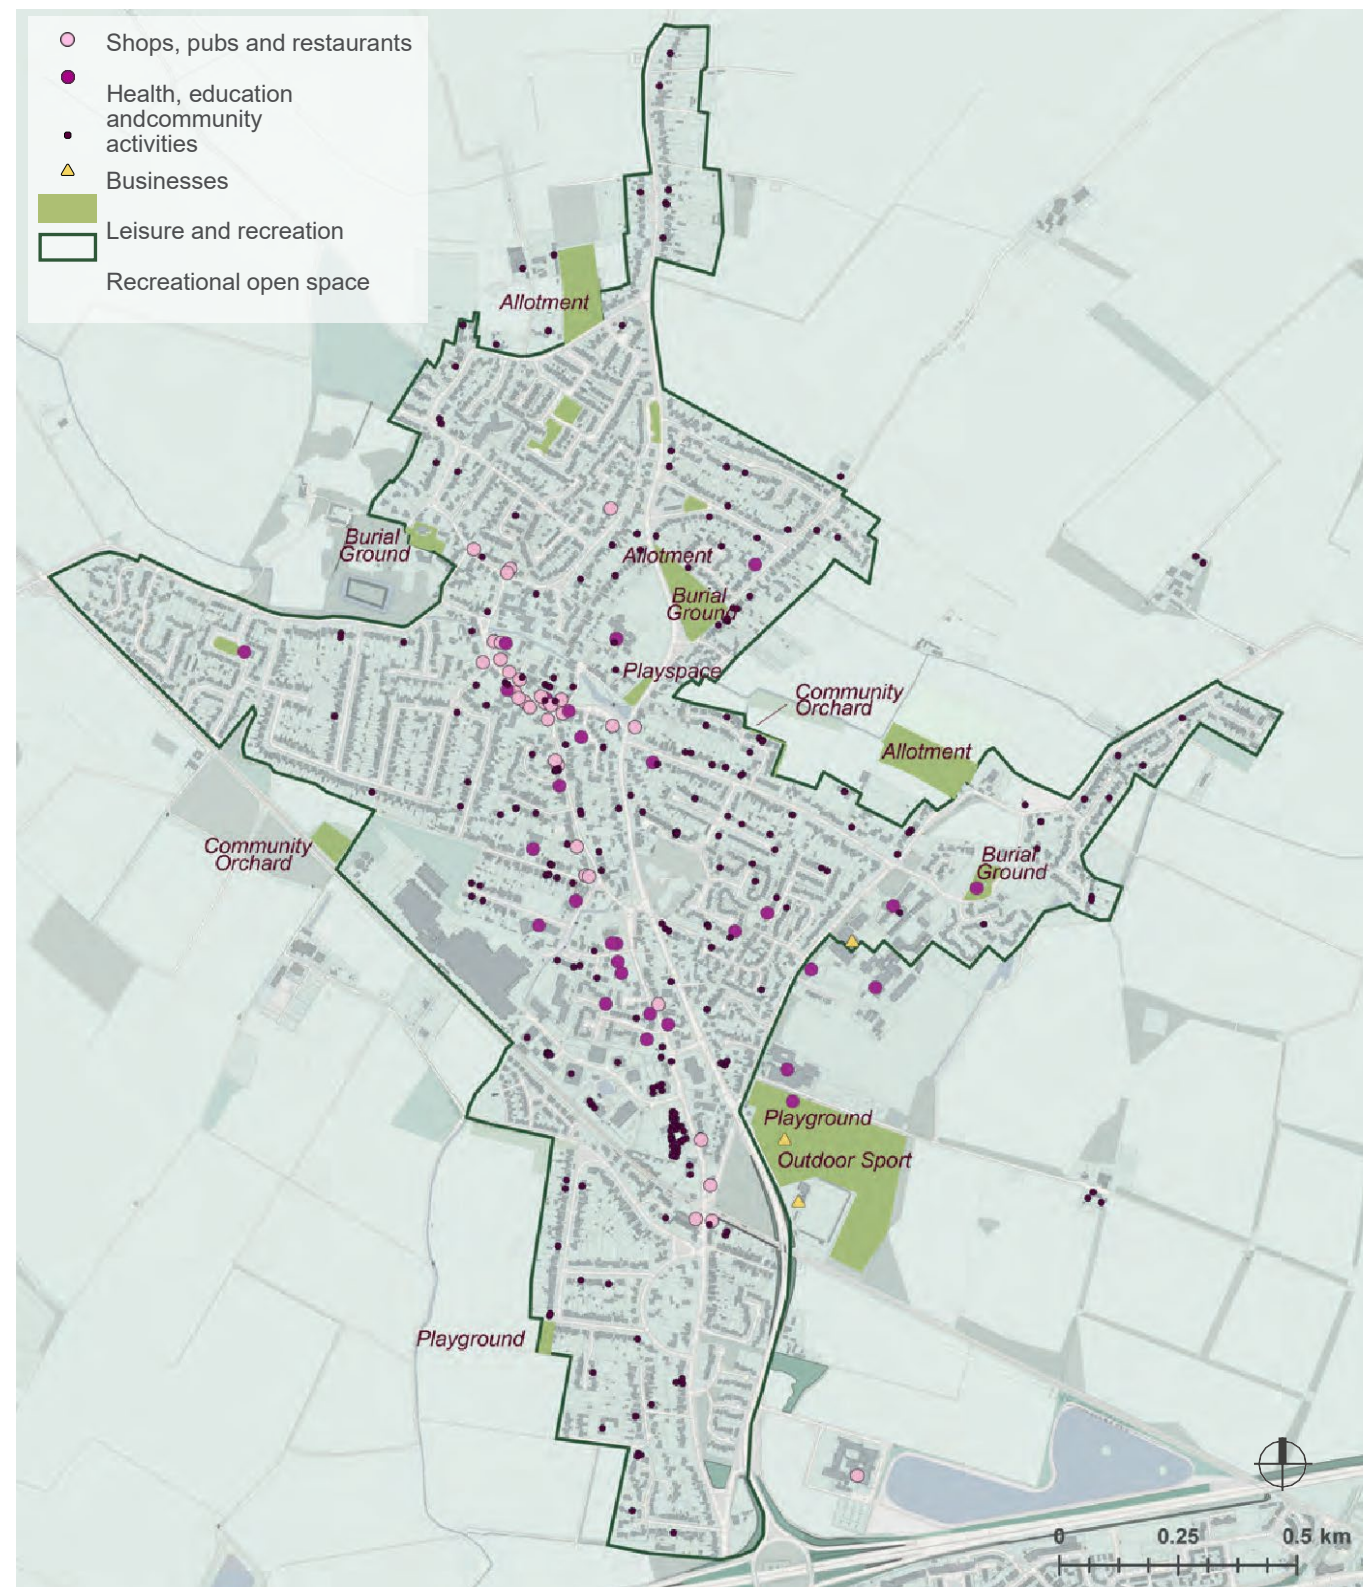 Shops, pubs and restaurants
Health, education
andcommunity
activities
Businesses
Leisure and recreation
Recreational open space
Allotment
Burial
Ground
Allotment
Burial
Ground
Playspace
Community
Orchard
Allotment
Community
Orchard
Burial
Ground
Playground
Outdoor Sport
Playground
0 0.25 0.5 km